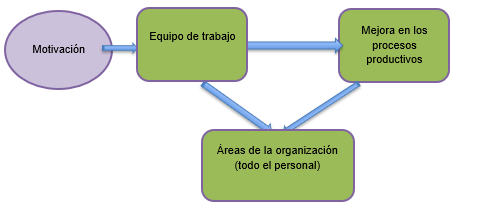 Motivación
Equipo de trabajo
Mejora en los
procesos
productivos
Áreas de la organización
(todo el personal)